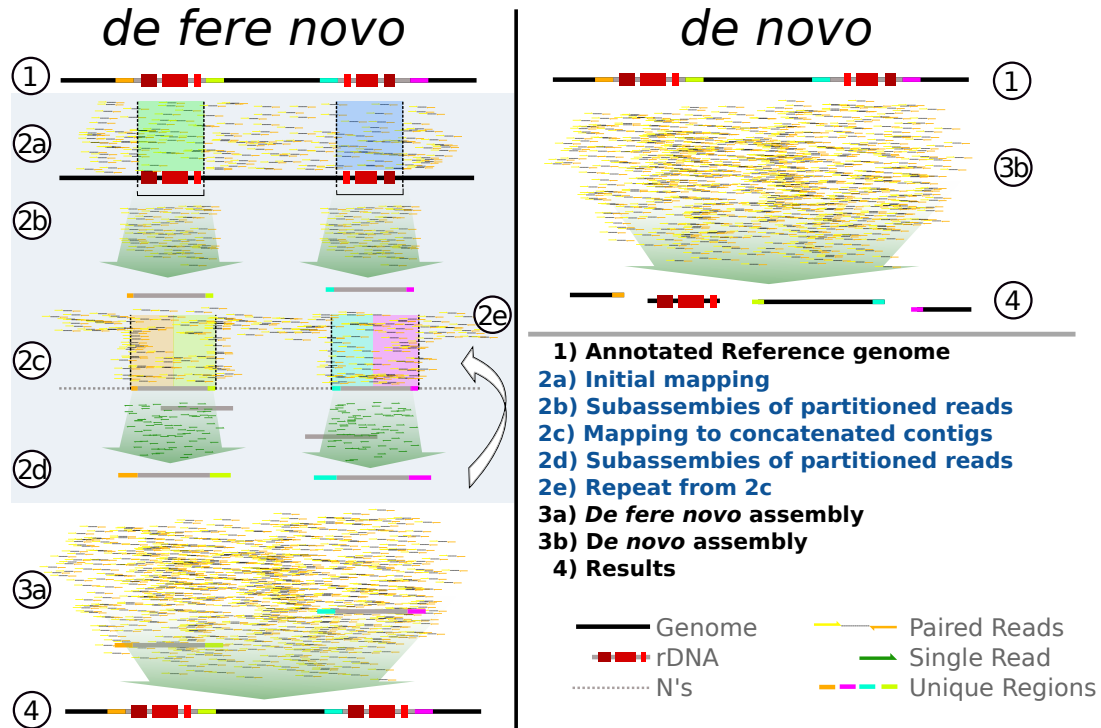 de fere novo
1
2a
2b
2c
2e
2d
3a
4
de novo
1
3b
4
1) Annotated Reference genome
2a) Initial mapping
2b) Subassembies of partitioned reads
2c) Mapping to concatenated contigs
2d) Subassembies of partitioned reads
2e) Repeat from 2c
3a) De fere novo assembly
3b) De novo assembly
4) Results
Genome
rDNA
N's
Paired Reads
Single Read
Unique Regions